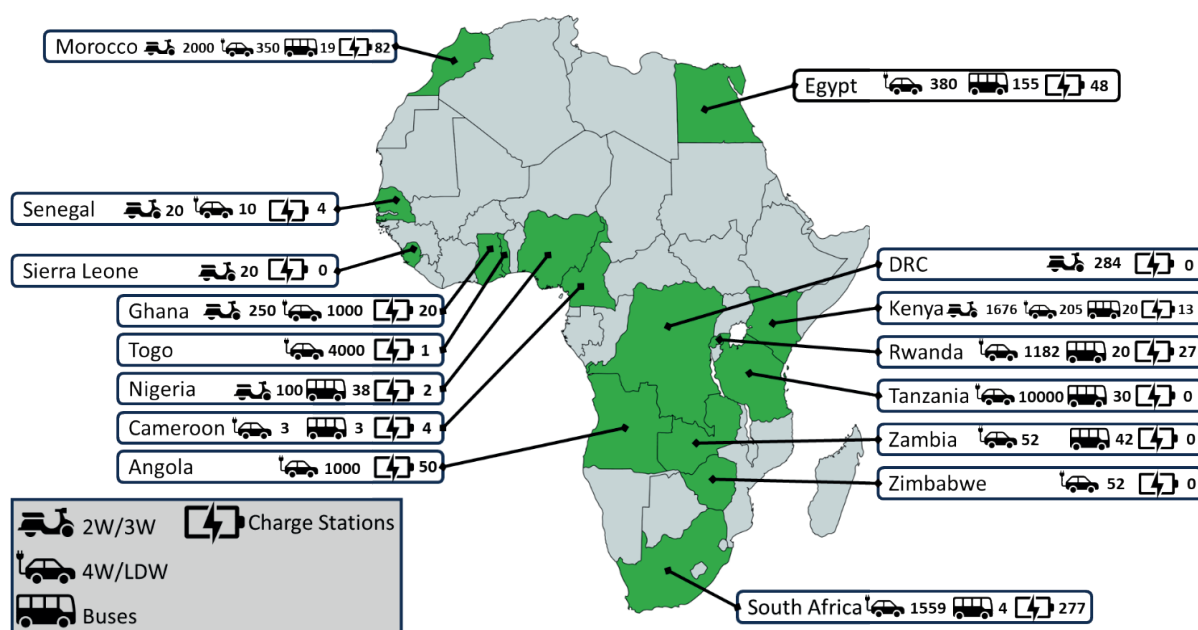 Morocco 2000 350 19 82
Egypt 380 155 48
Senegal 20 10 4
Sierra Leone 20 0
Ghana 250 1000 20
Togo 4000 1
Nigeria 100 38 2
Cameroon 3 3 4
Angola 1000 50
DRC 284 0
Kenya 1676 205 20 13
Rwanda 1182 20 27
Tanzania 10000 30 0
Zambia 52 42 0
Zimbabwe 52 0
South Africa 1559 4 277
2W/3W Charge Stations
4W/LDW
Buses